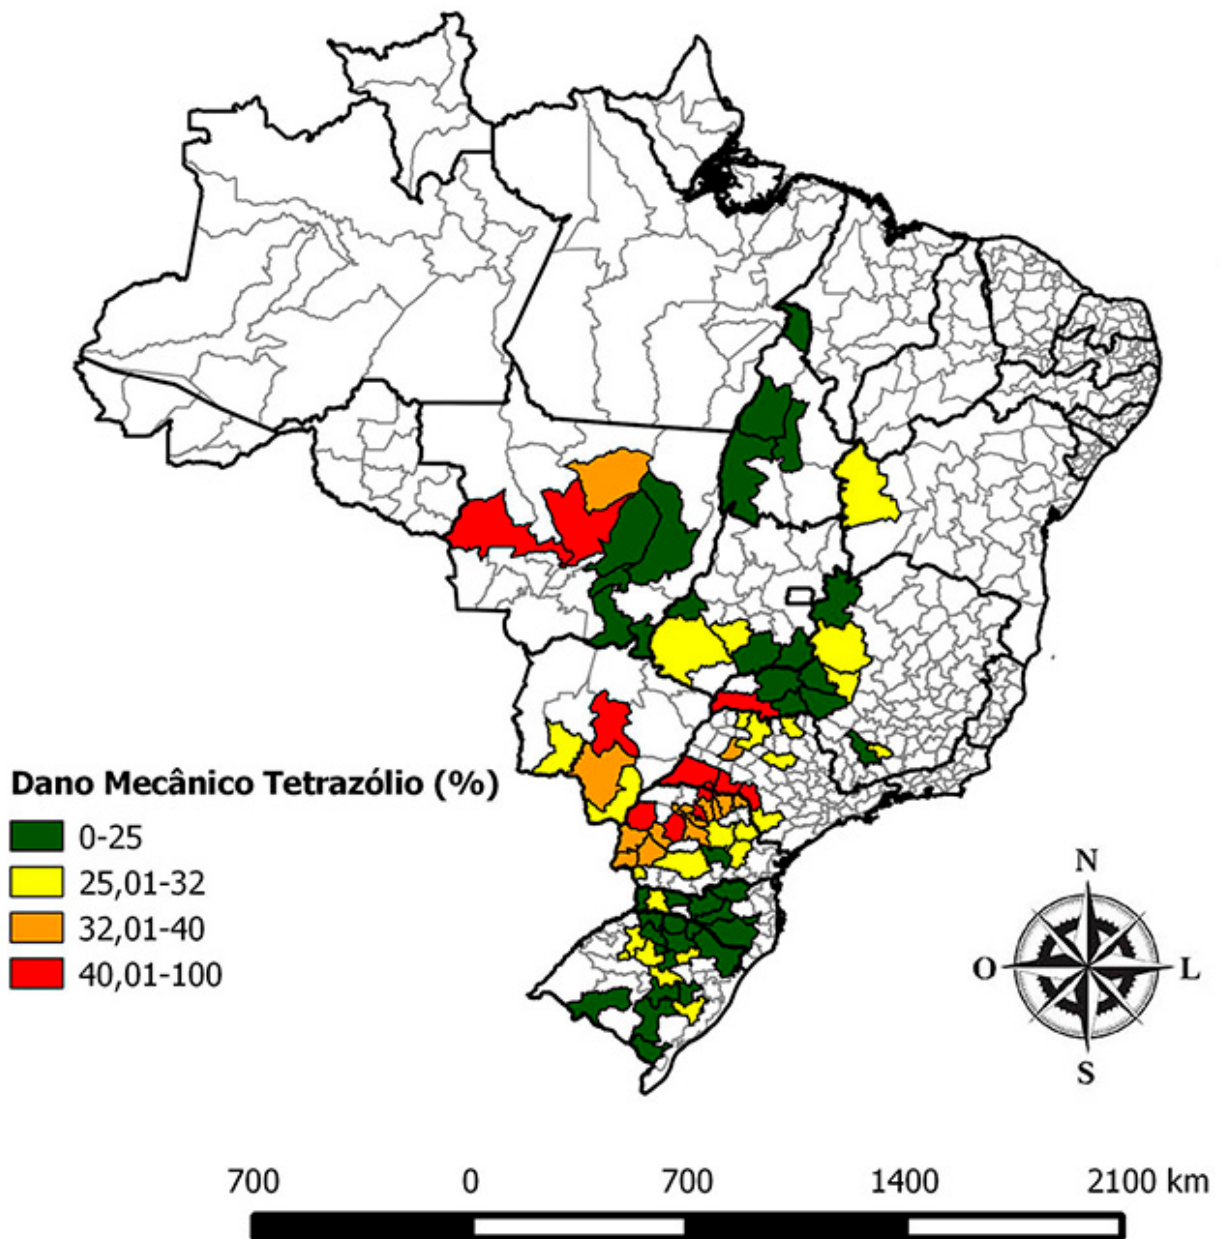 Dano Mecânico Tetrazólio (%)
0-25
25,01-32
32,01-40
40,01-100
N
O
L
S
700 0 700 1400 2100 km